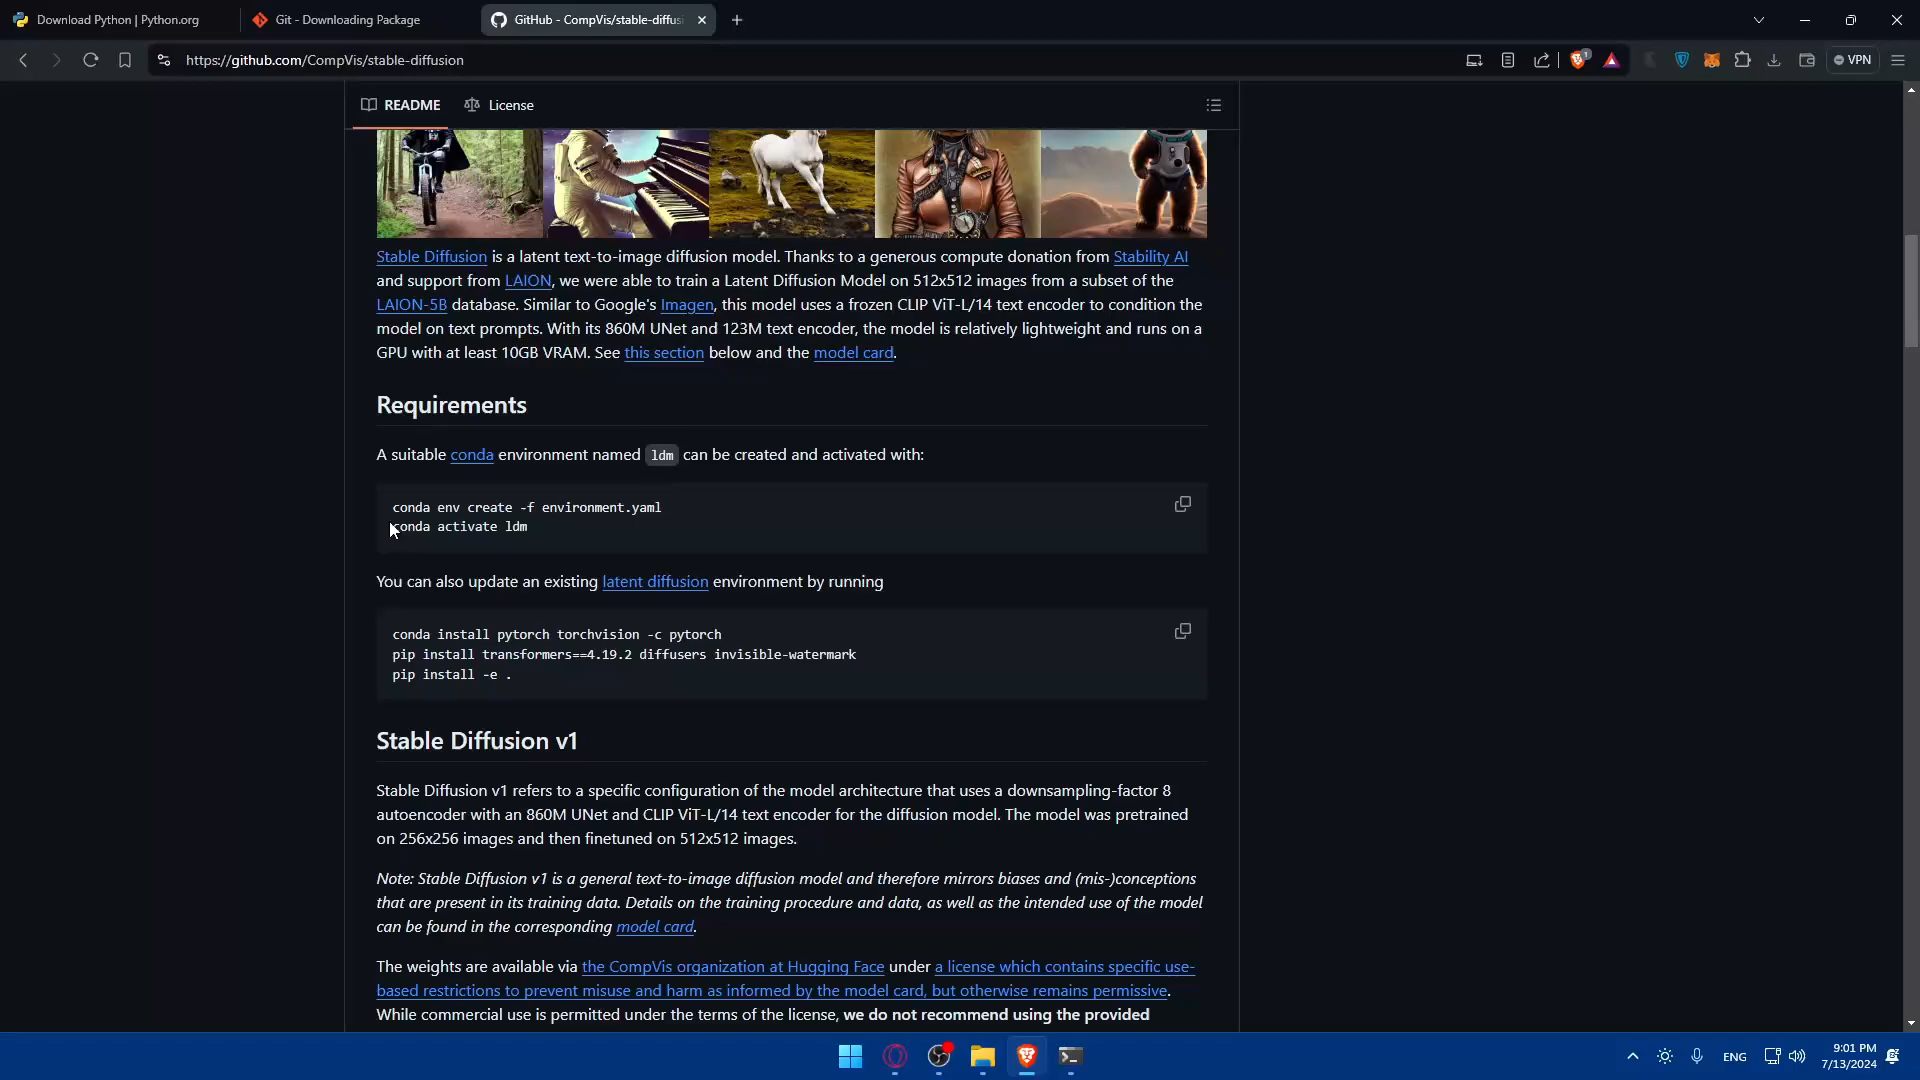 Download Python | Python.org
Git - Downloading Package
GitHub - CompVis/stable-diffusi
https://github.com/CompVis/stable-diffusion
1
VPN
README
License
Stable Diffusion is a latent text-to-image diffusion model. Thanks to a generous compute donation from Stability AI
and support from LAION, we were able to train a Latent Diffusion Model on 512x512 images from a subset of the
LAION-5B database. Similar to Google's Imagen, this model uses a frozen CLIP ViT-L/14 text encoder to condition the
model on text prompts. With its 860M UNet and 123M text encoder, the model is relatively lightweight and runs on a
GPU with at least 10GB VRAM. See this section below and the model card.
Requirements
A suitable conda environment named ldm can be created and activated with:
conda env create -f environment.yaml
conda activate ldm
You can also update an existing latent diffusion environment by running
conda install pytorch torchvision -c pytorch
pip install transformers==4.19.2 diffusers invisible-watermark
pip install -e .
Stable Diffusion v1
Stable Diffusion v1 refers to a specific configuration of the model architecture that uses a downsampling-factor 8
autoencoder with an 860M UNet and CLIP ViT-L/14 text encoder for the diffusion model. The model was pretrained
on 256x256 images and then finetuned on 512x512 images.
Note: Stable Diffusion v1 is a general text-to-image diffusion model and therefore mirrors biases and (mis-)conceptions
that are present in its training data. Details on the training procedure and data, as well as the intended use of the model
can be found in the corresponding model card.
The weights are available via the CompVis organization at Hugging Face under a license which contains specific use-
based restrictions to prevent misuse and harm as informed by the model card, but otherwise remains permissive.
While commercial use is permitted under the terms of the license, we do not recommend using the provided
ENG
9:01 PM
7/13/2024